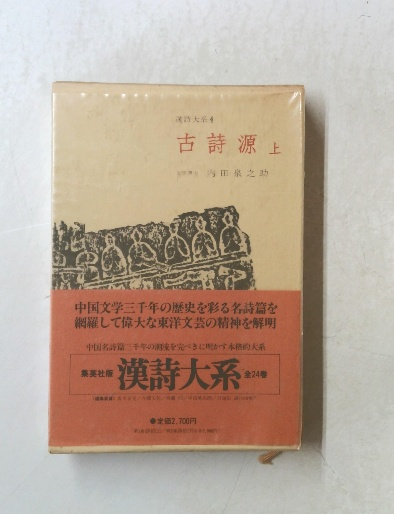 漢詩大系 4
古詩源 上
内田泉之助
中国文学三千年の歴史を彩る名詩篇を
網羅して偉大な東洋文芸の精神を解明
中国名詩篇三千年の源流を完ぺきに明かす本格的大系
集英社版 漢詩大系 全24巻
●定価2,700円